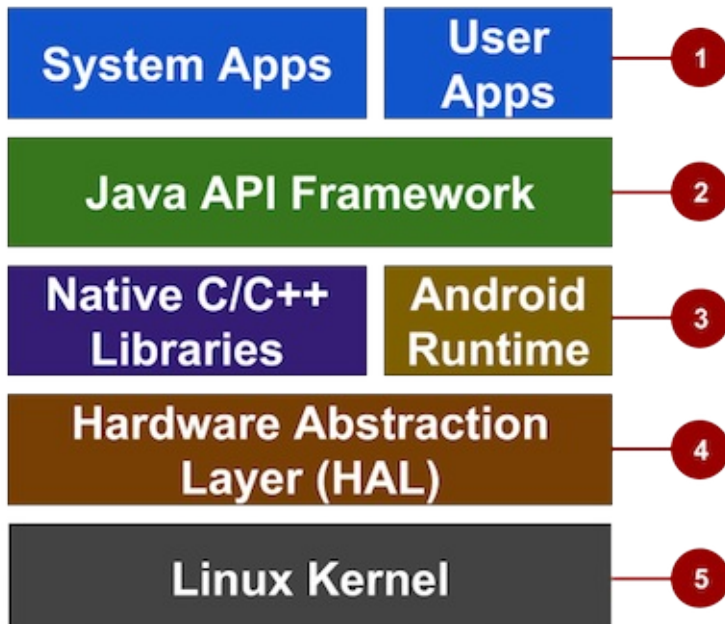 System Apps
User
Apps
1
Java API Framework
2
Native C/C++
Libraries
Android
Runtime
3
Hardware Abstraction
Layer (HAL)
4
Linux Kernel
5